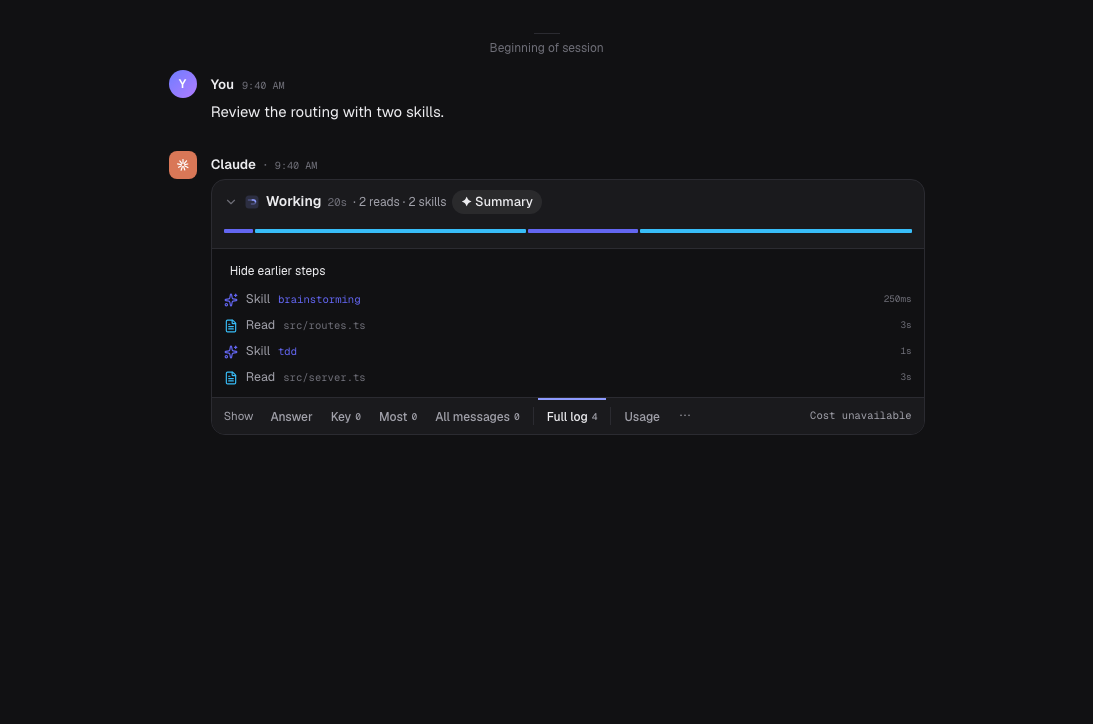 Beginning of session
Y You 9:40 AM
Review the routing with two skills.
Claude · 9:40 AM
Working 20s · 2 reads · 2 skills Summary
Hide earlier steps
Skill brainstorming 250ms
Read src/routes.ts 3s
Skill tdd 1s
Read src/server.ts 3s
Show Answer Key 0 Most 0 All messages 0 Full log 4 Usage ··· Cost unavailable